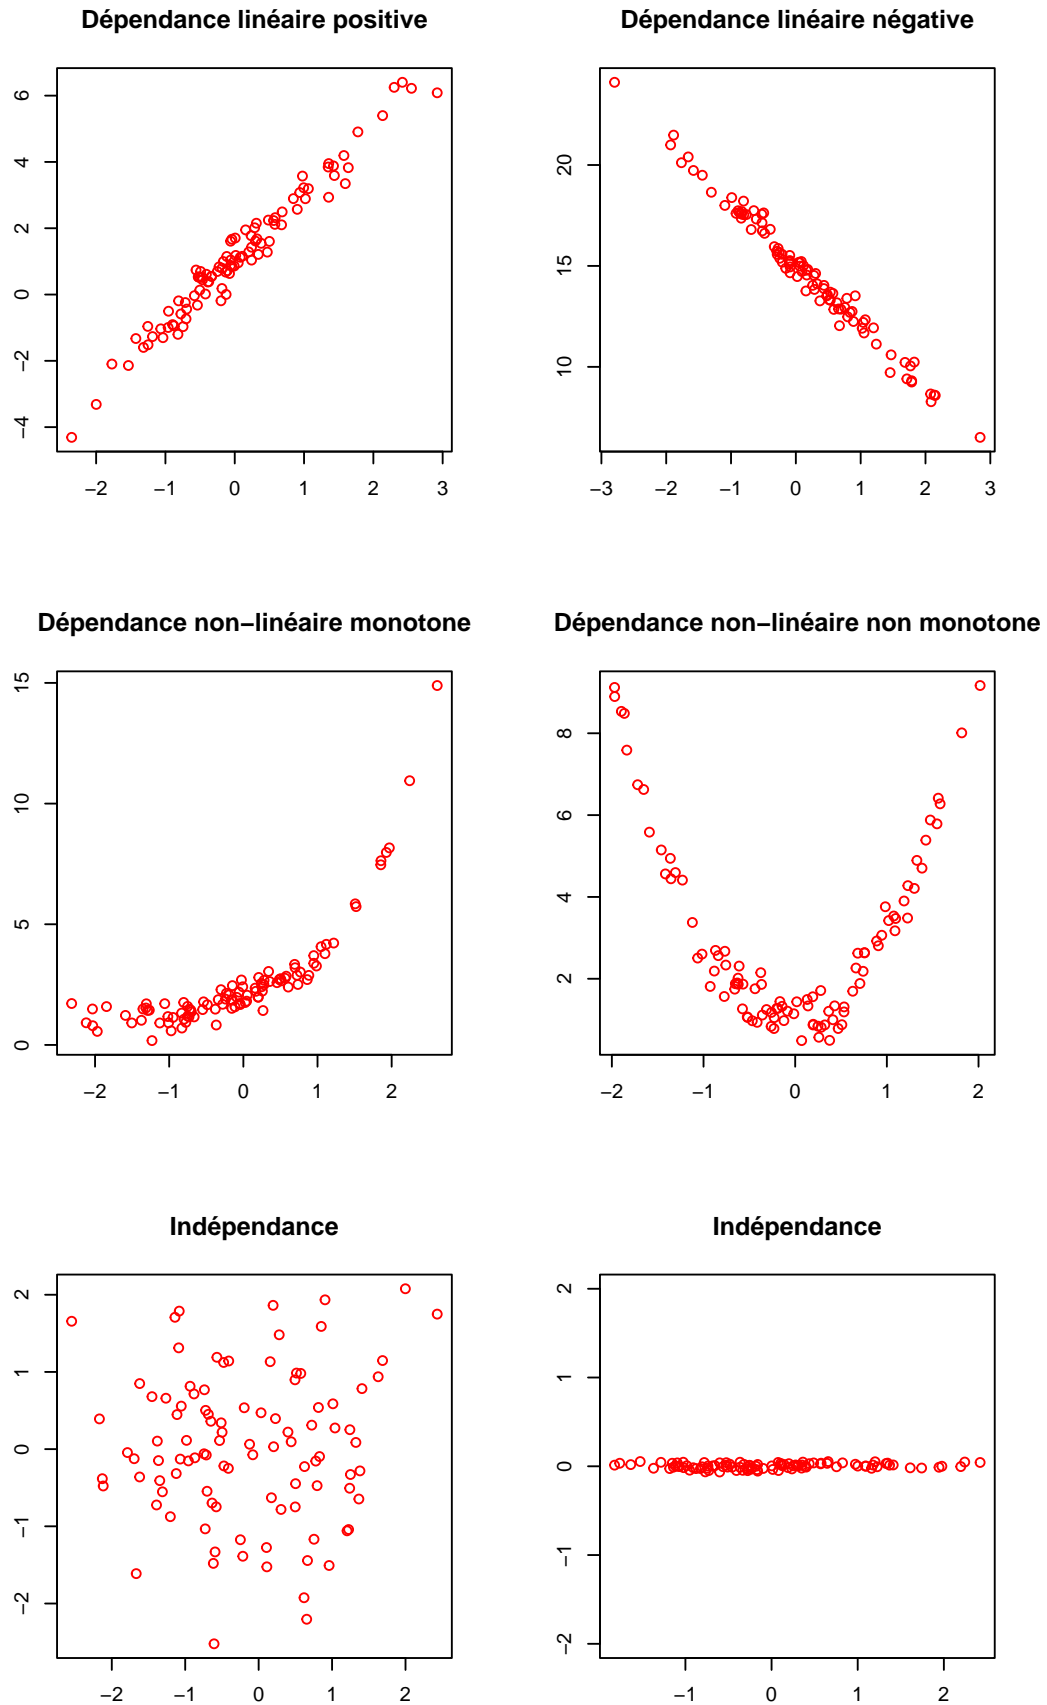 Dépendance linéaire positive
6
4
2
0
−2
−4
−2 −1 0 1 2 3
Dépendance linéaire négative
20
15
10
−3 −2 −1 0 1 2 3
Dépendance non−linéaire monotone
15
10
5
0
−2 −1 0 1 2
Dépendance non−linéaire non monotone
8
6
4
2
−2 −1 0 1 2
Indépendance
2
1
0
−1
−2
−2 −1 0 1 2
Indépendance
2
1
0
−1
−2
−1 0 1 2